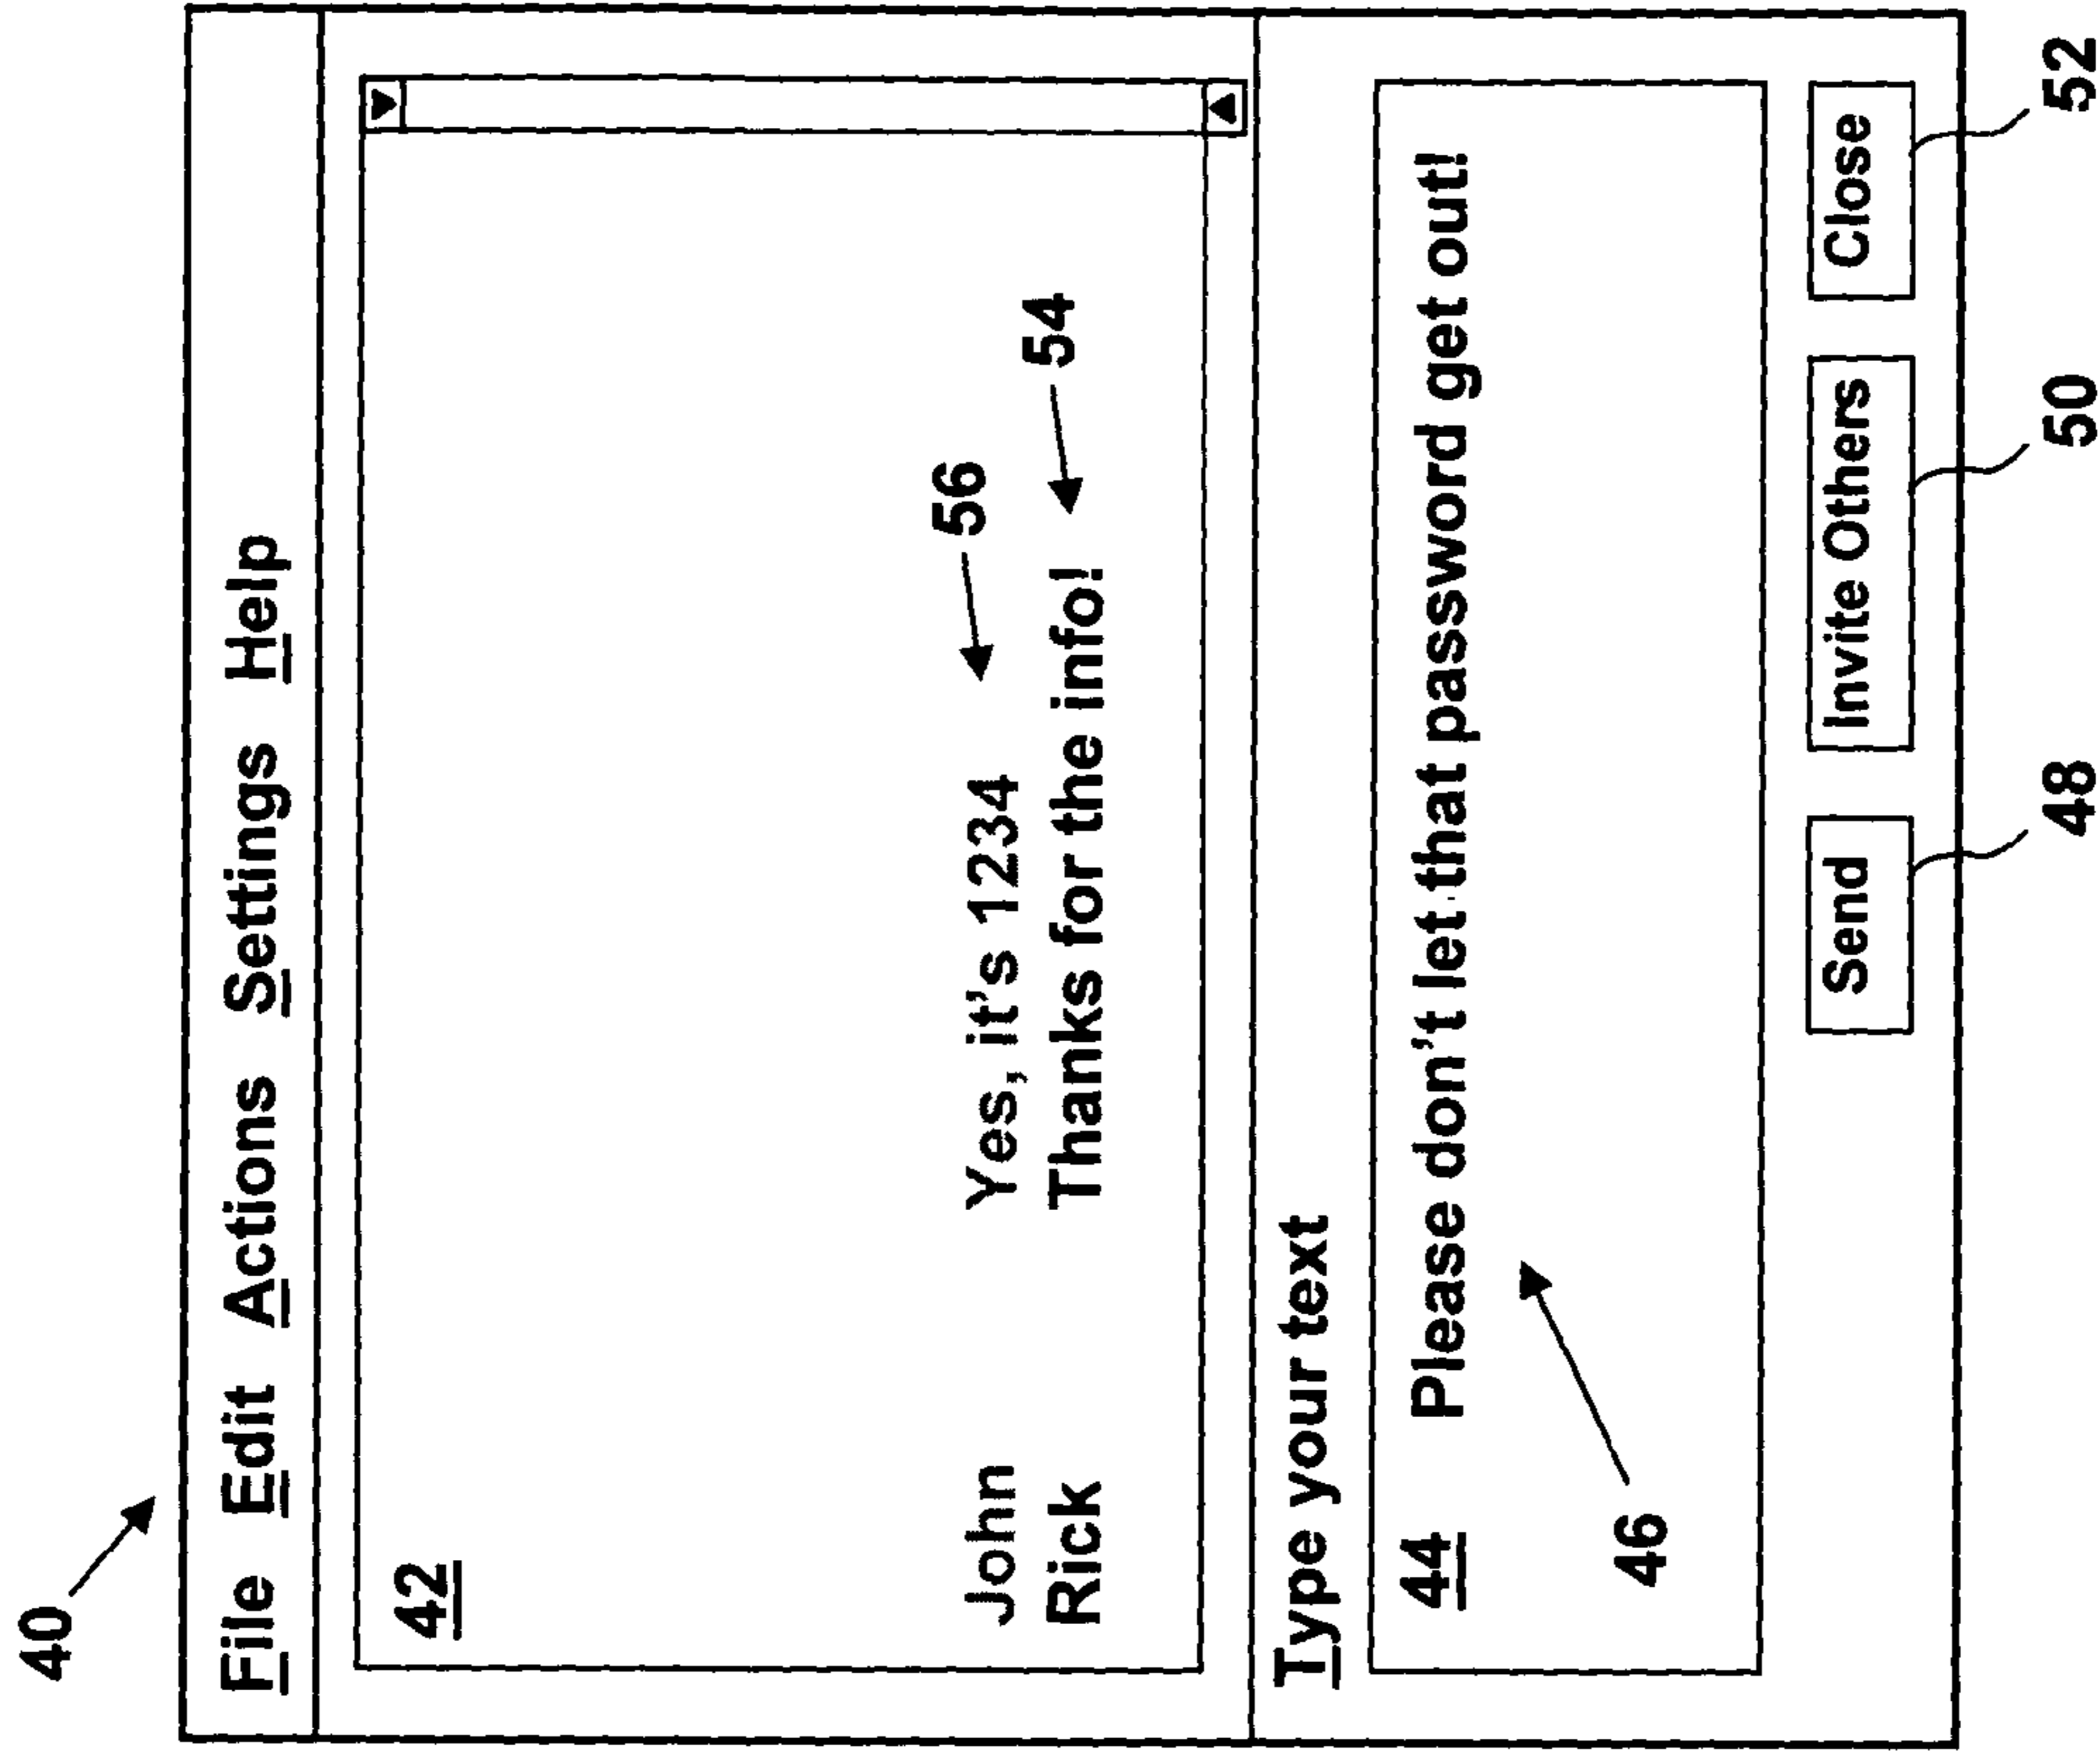 40
File Edit Actions Settings Help
42
56
John Yes, it's 1234
54
Rick Thanks for the info!
Type your text
44 Please don't let that password get out!
46
Send Invite Others Close
48 50 52